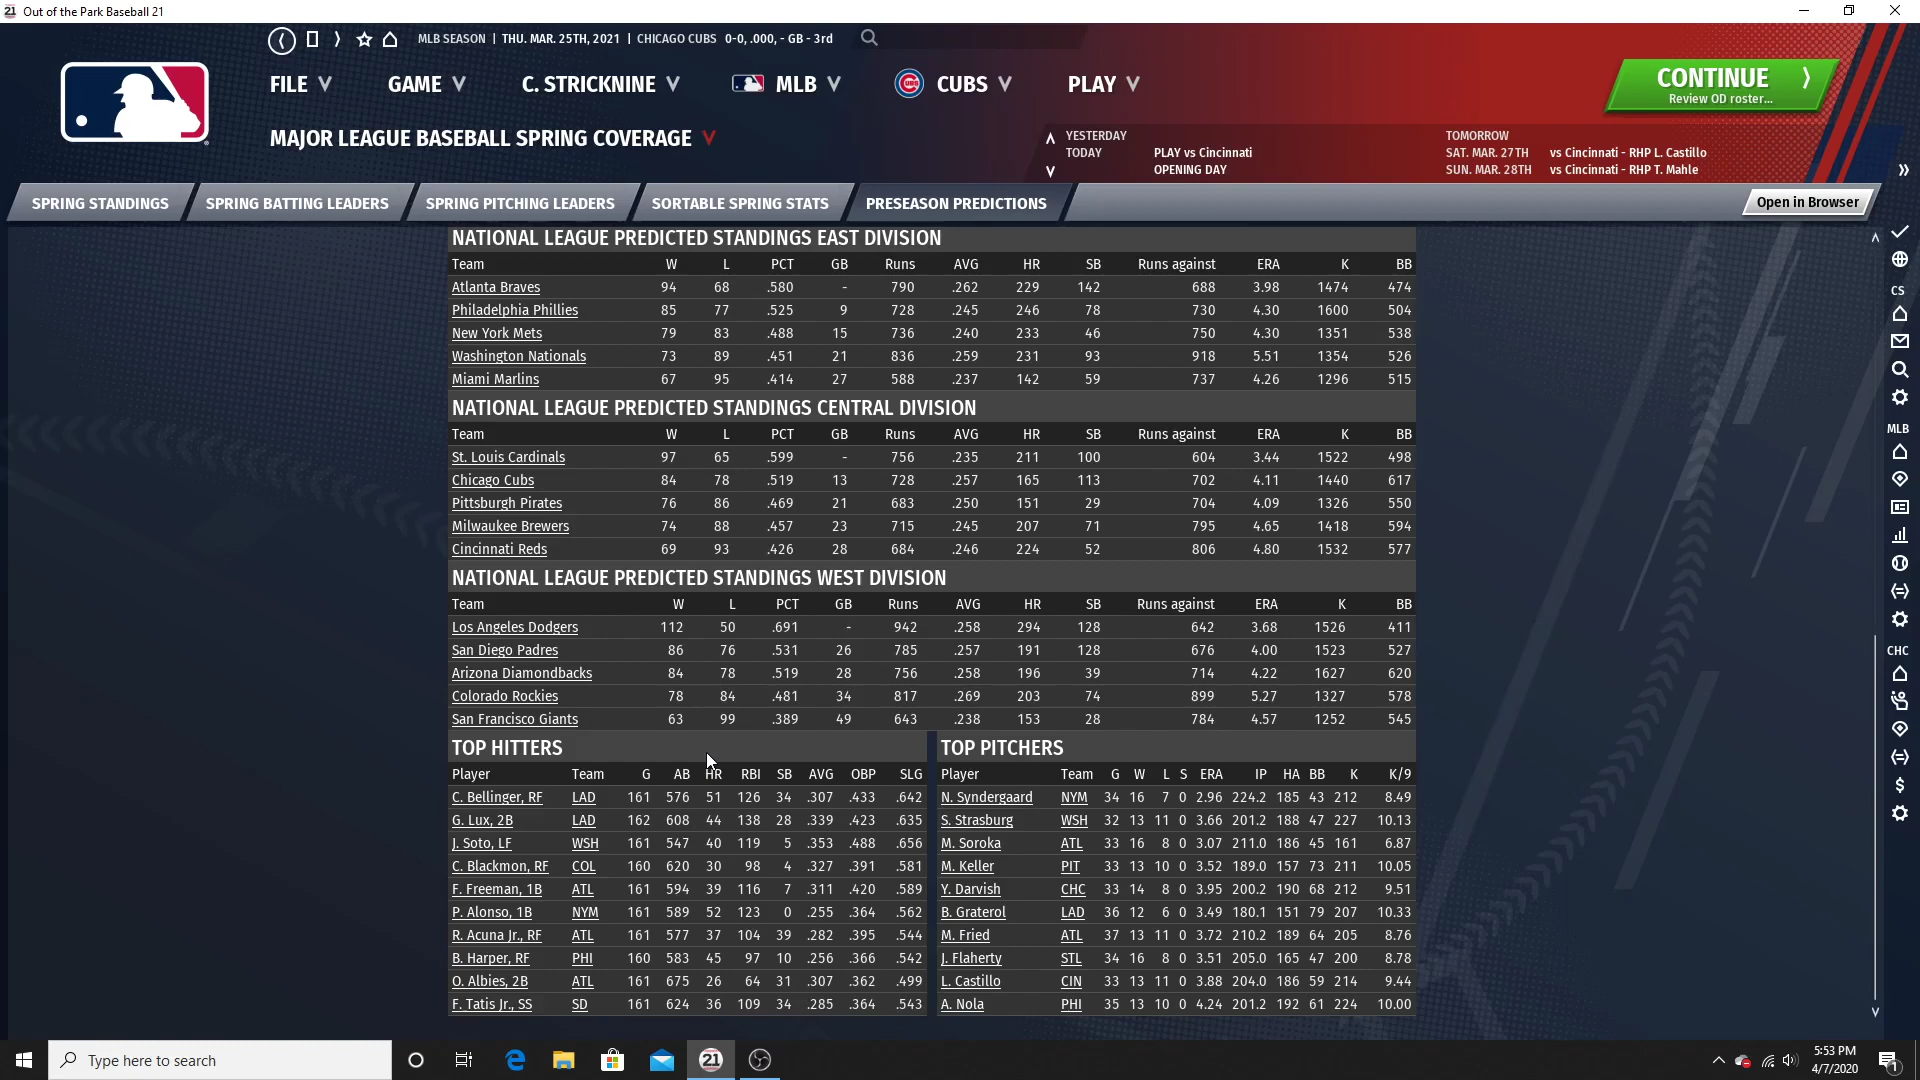 Out of the Park Baseball 21
MLB SEASON | THU. MAR. 25TH, 2021 | CHICAGO CUBS 0-0, .000, - GB - 3rd
FILE GAME C. STRICKNINE MLB CUBS PLAY
CONTINUE
Review OD roster...
MAJOR LEAGUE BASEBALL SPRING COVERAGE
YESTERDAY
TODAY PLAY vs Cincinnati
OPENING DAY
TOMORROW
SAT. MAR. 27TH vs Cincinnati - RHP L. Castillo
SUN. MAR. 28TH vs Cincinnati - RHP T. Mahle
SPRING STANDINGS SPRING BATTING LEADERS SPRING PITCHING LEADERS SORTABLE SPRING STATS PRESEASON PREDICTIONS Open in Browser
NATIONAL LEAGUE PREDICTED STANDINGS EAST DIVISION
Team W L PCT GB Runs AVG HR SB Runs against ERA K BB
Atlanta Braves 94 68 .580 - 790 .262 229 142 688 3.98 1474 474
Philadelphia Phillies 85 77 .525 9 728 .245 246 78 730 4.30 1600 504
New York Mets 79 83 .488 15 736 .240 233 46 750 4.30 1351 538
Washington Nationals 73 89 .451 21 836 .259 231 93 918 5.51 1354 526
Miami Marlins 67 95 .414 27 588 .237 142 59 737 4.26 1296 515
NATIONAL LEAGUE PREDICTED STANDINGS CENTRAL DIVISION
Team W L PCT GB Runs AVG HR SB Runs against ERA K BB
St. Louis Cardinals 97 65 .599 - 756 .235 211 100 604 3.44 1522 498
Chicago Cubs 84 78 .519 13 728 .257 165 113 702 4.11 1440 617
Pittsburgh Pirates 76 86 .469 21 683 .250 151 29 704 4.09 1326 550
Milwaukee Brewers 74 88 .457 23 715 .245 207 71 795 4.65 1418 594
Cincinnati Reds 69 93 .426 28 684 .246 224 52 806 4.80 1532 577
NATIONAL LEAGUE PREDICTED STANDINGS WEST DIVISION
Team W L PCT GB Runs AVG HR SB Runs against ERA K BB
Los Angeles Dodgers 112 50 .691 - 942 .258 294 128 642 3.68 1526 411
San Diego Padres 86 76 .531 26 785 .257 191 128 676 4.00 1523 527
Arizona Diamondbacks 84 78 .519 28 756 .258 196 39 714 4.22 1627 620
Colorado Rockies 78 84 .481 34 817 .269 203 74 899 5.27 1327 578
San Francisco Giants 63 99 .389 49 643 .238 153 28 784 4.57 1252 545
TOP HITTERS
Player Team G AB HR RBI SB AVG OBP SLG
C. Bellinger, RF LAD 161 576 51 126 34 .307 .433 .642
G. Lux, 2B LAD 162 608 44 138 28 .339 .423 .635
J. Soto, LF WSH 161 547 40 119 5 .353 .488 .656
C. Blackmon, RF COL 160 620 30 98 4 .327 .391 .581
F. Freeman, 1B ATL 161 594 39 116 7 .311 .420 .589
P. Alonso, 1B NYM 161 589 52 123 0 .255 .364 .562
R. Acuna Jr., RF ATL 161 577 37 104 39 .282 .395 .544
B. Harper, RF PHI 160 583 45 97 10 .256 .366 .542
O. Albies, 2B ATL 161 675 26 64 31 .307 .362 .499
F. Tatis Jr., SS SD 161 624 36 109 34 .285 .364 .543
TOP PITCHERS
Player Team G W L S ERA IP HA BB K K/9
N. Syndergaard NYM 34 16 7 0 2.96 224.2 185 43 212 8.49
S. Strasburg WSH 32 13 11 0 3.66 201.2 188 47 227 10.13
M. Soroka ATL 33 16 8 0 3.07 211.0 186 45 161 6.87
M. Keller PIT 33 13 10 0 3.52 189.0 157 73 211 10.05
Y. Darvish CHC 33 14 8 0 3.95 200.2 190 68 212 9.51
B. Graterol LAD 36 12 6 0 3.49 180.1 151 79 207 10.33
M. Fried ATL 37 13 11 0 3.72 210.2 189 64 205 8.76
J. Flaherty STL 34 16 8 0 3.51 205.0 165 47 200 8.78
L. Castillo CIN 33 13 11 0 3.88 204.0 186 59 214 9.44
A. Nola PHI 35 13 10 0 4.24 201.2 192 61 224 10.00
CS
MLB
CHC
Type here to search
21
5:53 PM
4/7/2020
1